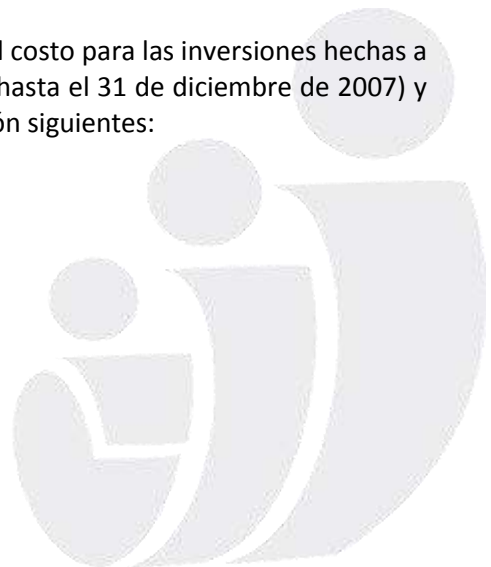 l costo para las inversiones hechas a
hasta el 31 de diciembre de 2007) y
ón siguientes: